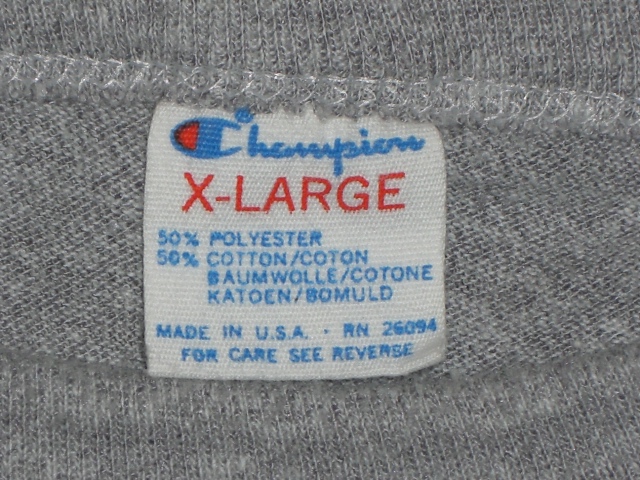 Champion®
X-LARGE
50% POLYESTER
50% COTTON/COTON
BAUMWOLLE/COTONE
KATOEN/BOMULD
MADE IN U.S.A. · RN 26094
FOR CARE SEE REVERSE